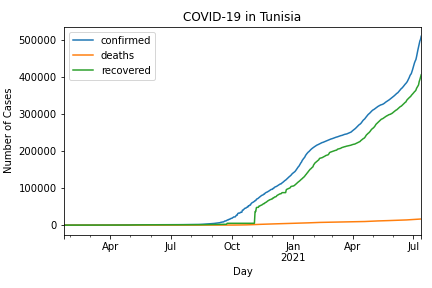 COVID-19 in Tunisia
confirmed
deaths
recovered
Number of Cases
500000
400000
300000
200000
100000
0
Apr
Jul
Oct
Jan
2021
Apr
Jul
Day